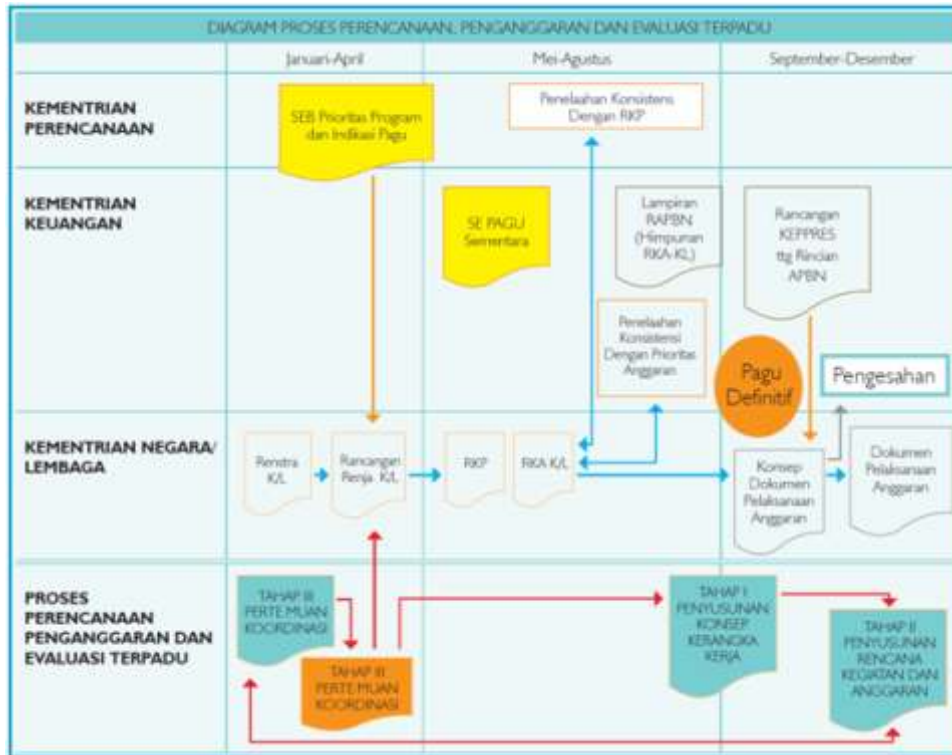 DIAGRAM PROSES PERENCANAAN, PENGANGGARAN DAN EVALUASI TERPADU
Januari-April
Mei-Agustus
September-Desember
KEMENTRIAN
PERENCANAAN
SEB Prioritas Program
dan Indikasi Pagu
Penelaahan Konsistens
Dengan RKP
KEMENTRIAN
KEUANGAN
SE PAGU
Sementara
Lampiran
RAPBN
(Himpunan
RKA-KL)
Rancangan
KEPPRES
ttg Rincian
APBN
Penelaahan
Konsistensi
Dengan Prioritas
Anggaran
Pagu
Definitif
Pengesahan
KEMENTRIAN NEGARA/
LEMBAGA
Renstra
K/L
Rancangan
Renja K/L
RKP
RKA K/L
Konsep
Dokumen
Pelaksanaan
Anggaran
Dokumen
Pelaksanaan
Anggaran
PROSES
PERENCANAAN
PENGANGGARAN DAN
EVALUASI TERPADU
TAHAP III
PERTE MUAN
KOORDINASI
TAHAP III
PERTE MUAN
KOORDINASI
TAHAP I
PENYUSUNAN
KONSEP
KERANGKA
KERJA
TAHAP II
PENYUSUNAN
RENCANA
KEGIATAN DAN
ANGGARAN